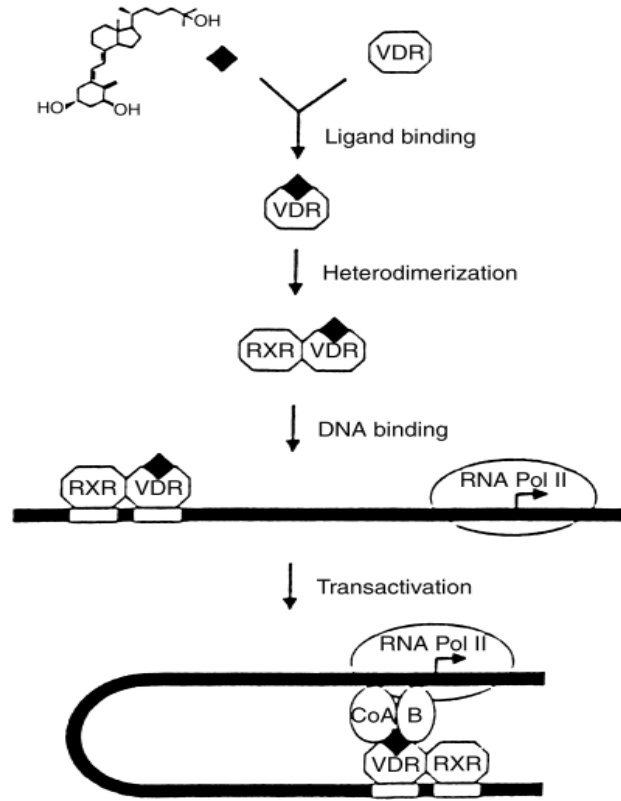 OH
VDR
HO
OH
Ligand binding
VDR
Heterodimerization
RXR VDR
DNA binding
RXR VDR
RNA Pol II
Transactivation
RNA Pol II
CoA B
VDR RXR